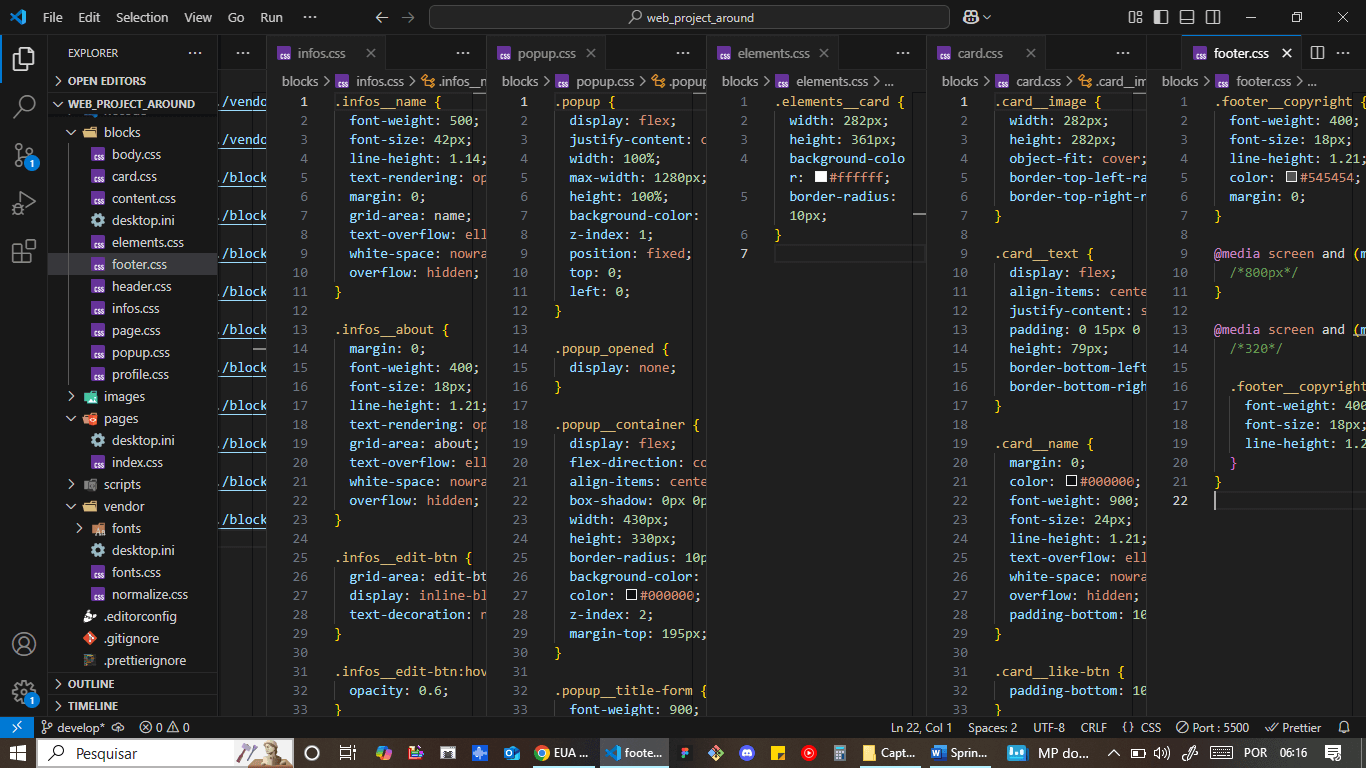 File Edit Selection View Go Run ··· web_project_around
EXPLORER
OPEN EDITORS
WEB_PROJECT_AROUND
blocks
body.css
card.css
content.css
desktop.ini
elements.css
footer.css
header.css
infos.css
page.css
popup.css
profile.css
images
pages
desktop.ini
index.css
scripts
vendor
fonts
desktop.ini
fonts.css
normalize.css
.editorconfig
.gitignore
.prettierignore
OUTLINE
TIMELINE
./vendo
./vendo
./block
./block
./block
./block
./block
./block
./block
./block
./block
./block
infos.css
blocks > infos.css > .infos__n
1 .infos__name {
2 font-weight: 500;
3 font-size: 42px;
4 line-height: 1.14;
5 text-rendering: op
6 margin: 0;
7 grid-area: name;
8 text-overflow: ell
9 white-space: nowra
10 overflow: hidden;
11 }
12
13 .infos__about {
14 margin: 0;
15 font-weight: 400;
16 font-size: 18px;
17 line-height: 1.21;
18 text-rendering: op
19 grid-area: about;
20 text-overflow: ell
21 white-space: nowra
22 overflow: hidden;
23 }
24
25 .infos__edit-btn {
26 grid-area: edit-bt
27 display: inline-bl
28 text-decoration: n
29 }
30
31 .infos__edit-btn:hov
32 opacity: 0.6;
33 }
popup.css
blocks > popup.css > .popup
1 .popup {
2 display: flex;
3 justify-content: c
4 width: 100%;
5 max-width: 1280px;
6 height: 100%;
7 background-color:
8 z-index: 1;
9 position: fixed;
10 top: 0;
11 left: 0;
12 }
13
14 .popup_opened {
15 display: none;
16 }
17
18 .popup__container {
19 display: flex;
20 flex-direction: co
21 align-items: cente
22 box-shadow: 0px 0p
23 width: 430px;
24 height: 330px;
25 border-radius: 10p
26 background-color:
27 color: #000000;
28 z-index: 2;
29 margin-top: 195px;
30 }
31
32 .popup__title-form {
33 font-weight: 900;
elements.css
blocks > elements.css > ...
1 .elements__card {
2 width: 282px;
3 height: 361px;
4 background-colo
r: #ffffff;
5 border-radius:
10px;
6 }
7
card.css
blocks > card.css > .card__im
1 .card__image {
2 width: 282px;
3 height: 282px;
4 object-fit: cover;
5 border-top-left-ra
6 border-top-right-r
7 }
8
9 .card__text {
10 display: flex;
11 align-items: cente
12 justify-content: s
13 padding: 0 15px 0
14 height: 79px;
15 border-bottom-left
16 border-bottom-righ
17 }
18
19 .card__name {
20 margin: 0;
21 color: #000000;
22 font-weight: 900;
23 font-size: 24px;
24 line-height: 1.21;
25 text-overflow: ell
26 white-space: nowra
27 overflow: hidden;
28 padding-bottom: 10
29 }
30
31 .card__like-btn {
32 padding-bottom: 10
33 }
footer.css
blocks > footer.css > ...
1 .footer__copyright {
2 font-weight: 400;
3 font-size: 18px;
4 line-height: 1.21;
5 color: #545454;
6 margin: 0;
7 }
8
9 @media screen and (m
10 /*800px*/
11 }
12
13 @media screen and (m
14 /*320*/
15
16 .footer__copyright
17 font-weight: 400
18 font-size: 18px;
19 line-height: 1.2
20 }
21 }
22
develop* 0 0 Ln 22, Col 1 Spaces: 2 UTF-8 CRLF {} CSS Port : 5500 Prettier
Pesquisar EUA ... foote... Capt... Sprin... MP do... POR 06:16